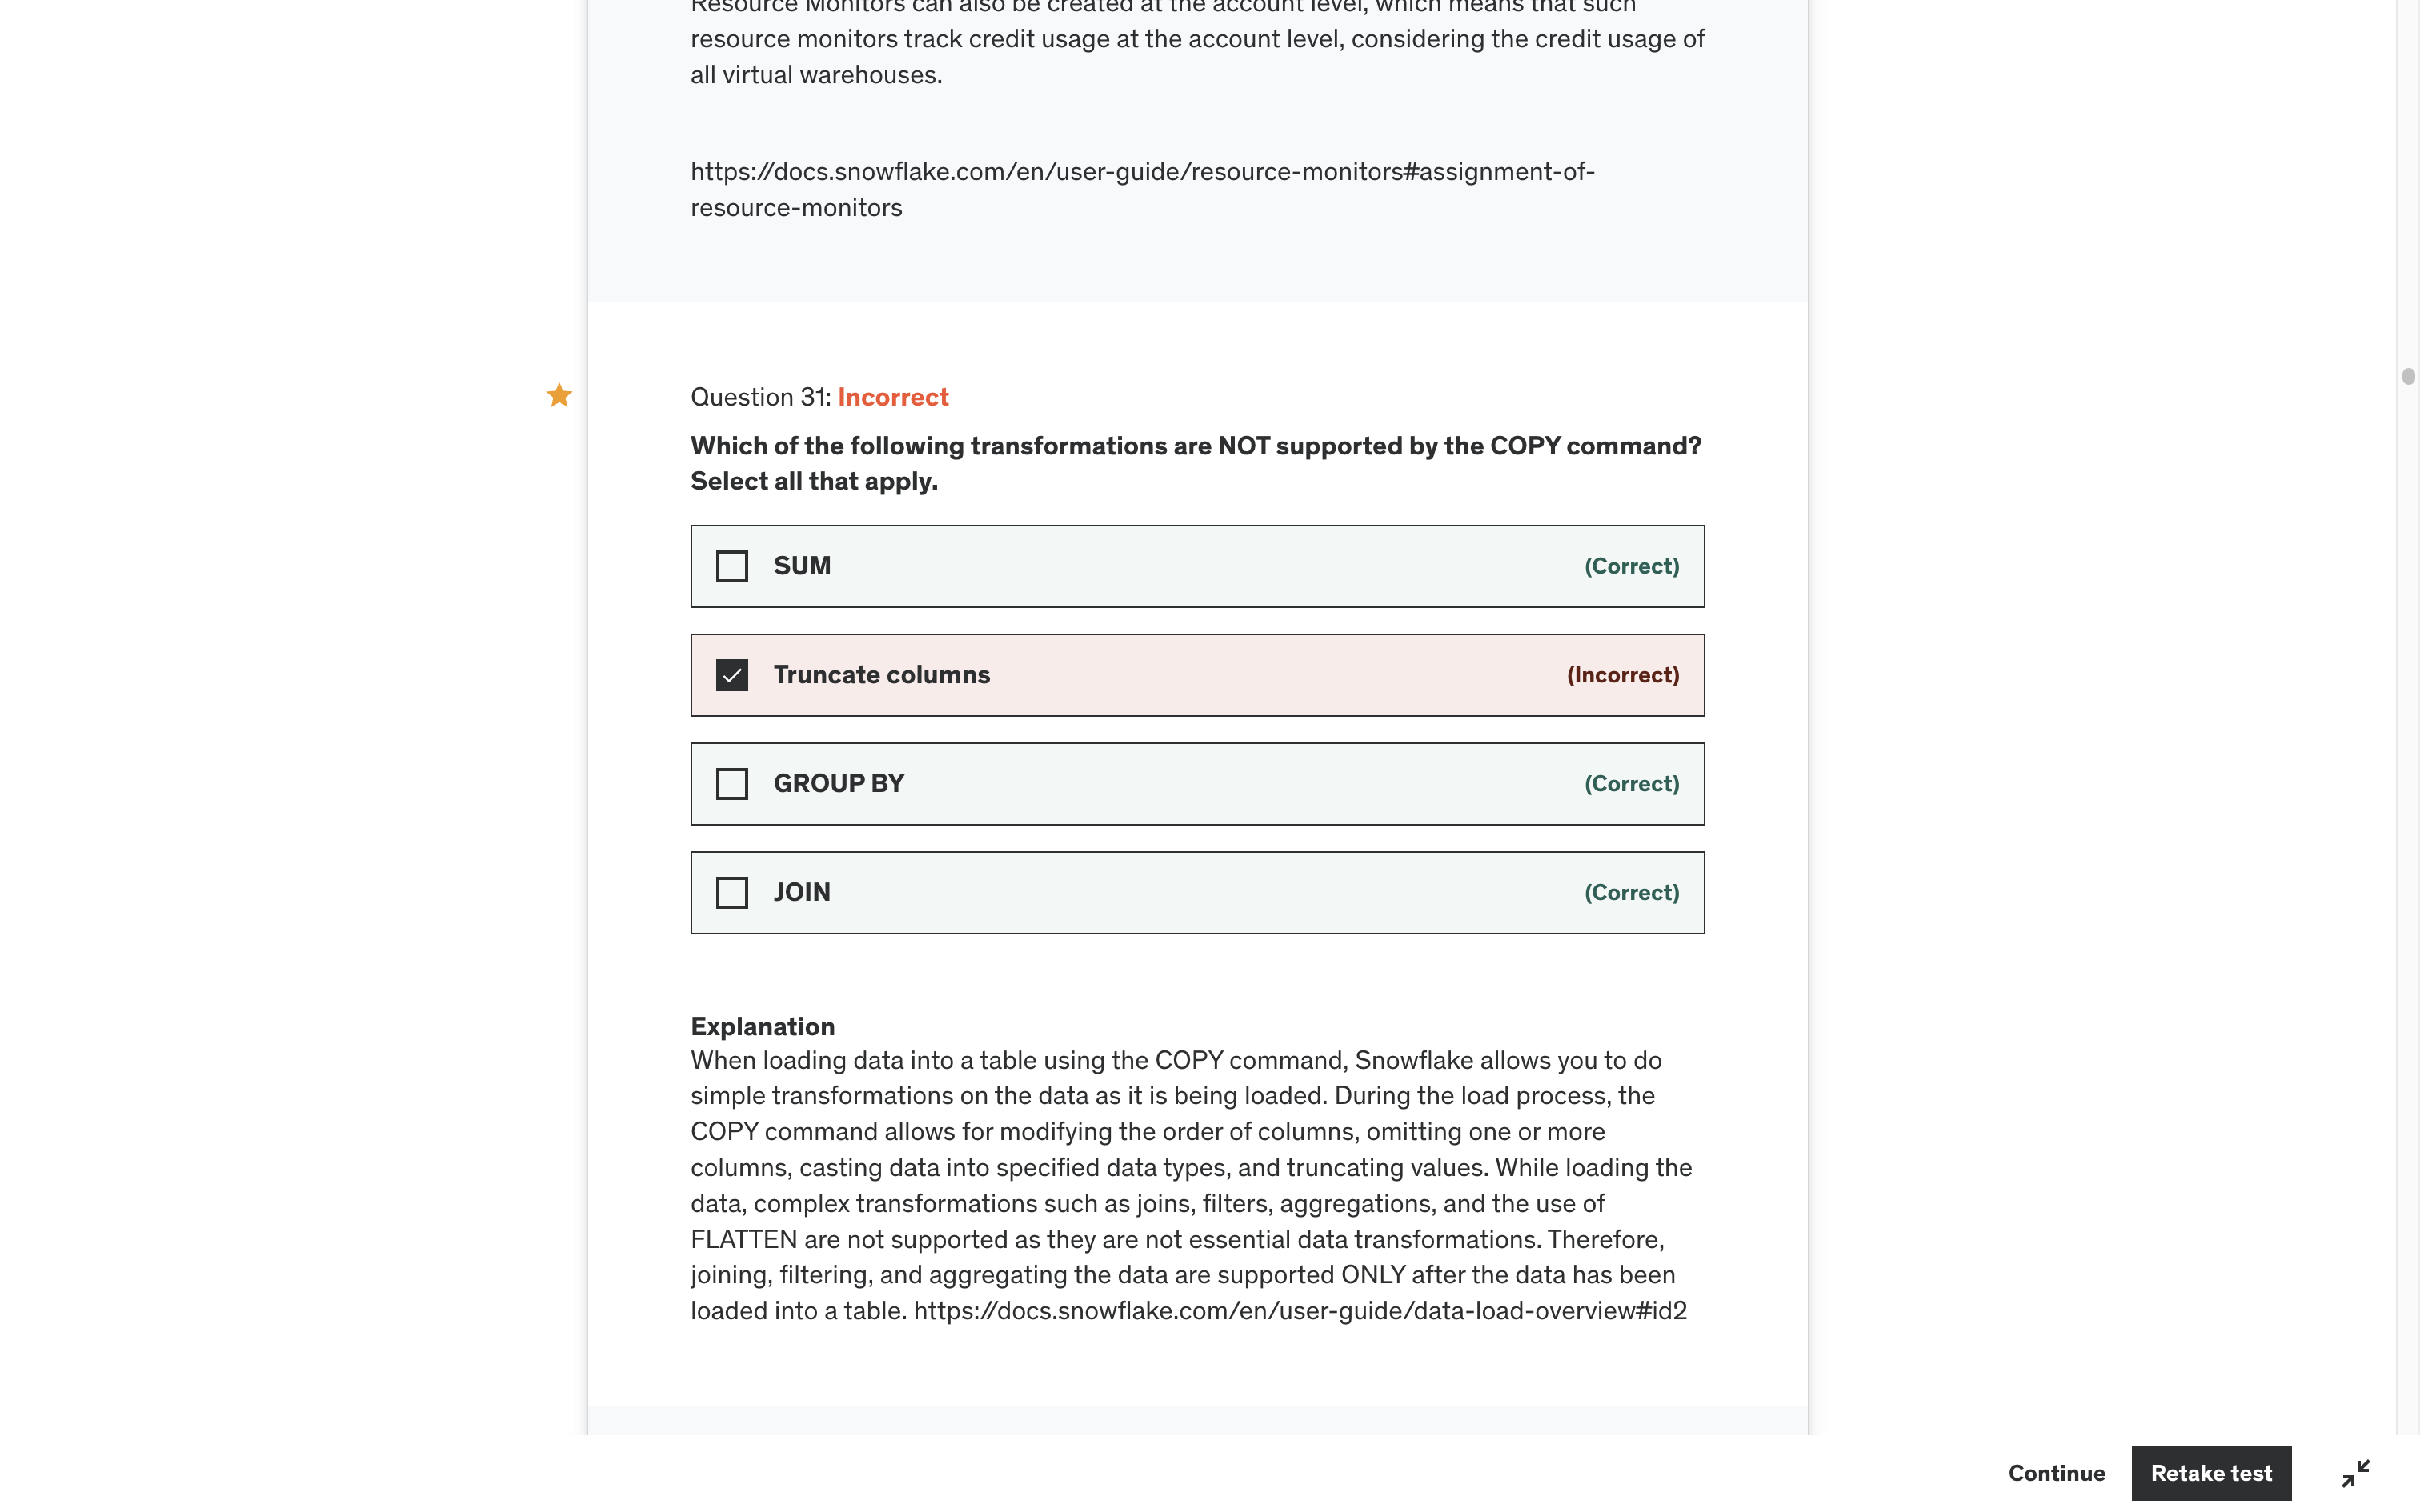 Resource Monitors can also be created at the account level, which means that such
resource monitors track credit usage at the account level, considering the credit usage of
all virtual warehouses.
https://docs.snowflake.com/en/user-guide/resource-monitors#assignment-of-
resource-monitors
Question 31: Incorrect
Which of the following transformations are NOT supported by the COPY command?
Select all that apply.
SUM (Correct)
Truncate columns (Incorrect)
GROUP BY (Correct)
JOIN (Correct)
Explanation
When loading data into a table using the COPY command, Snowflake allows you to do
simple transformations on the data as it is being loaded. During the load process, the
COPY command allows for modifying the order of columns, omitting one or more
columns, casting data into specified data types, and truncating values. While loading the
data, complex transformations such as joins, filters, aggregations, and the use of
FLATTEN are not supported as they are not essential data transformations. Therefore,
joining, filtering, and aggregating the data are supported ONLY after the data has been
loaded into a table. https://docs.snowflake.com/en/user-guide/data-load-overview#id2
Continue Retake test